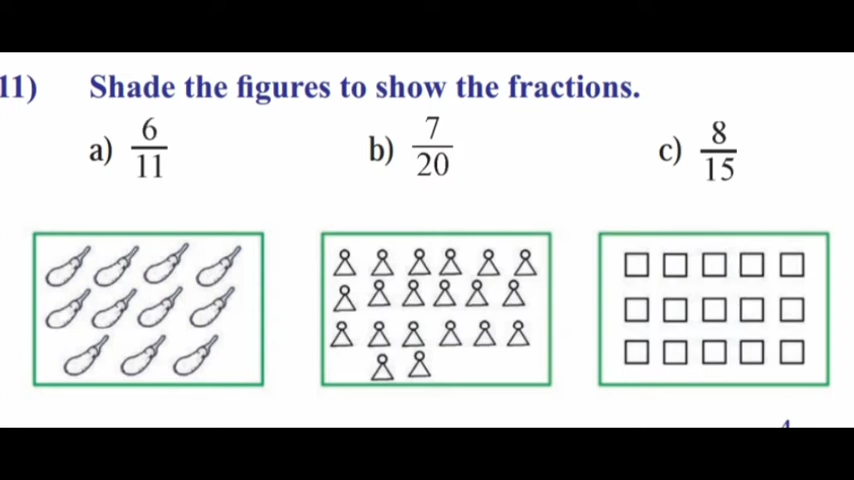 11) Shade the figures to show the fractions.
a) 6/11 b) 7/20 c) 8/15